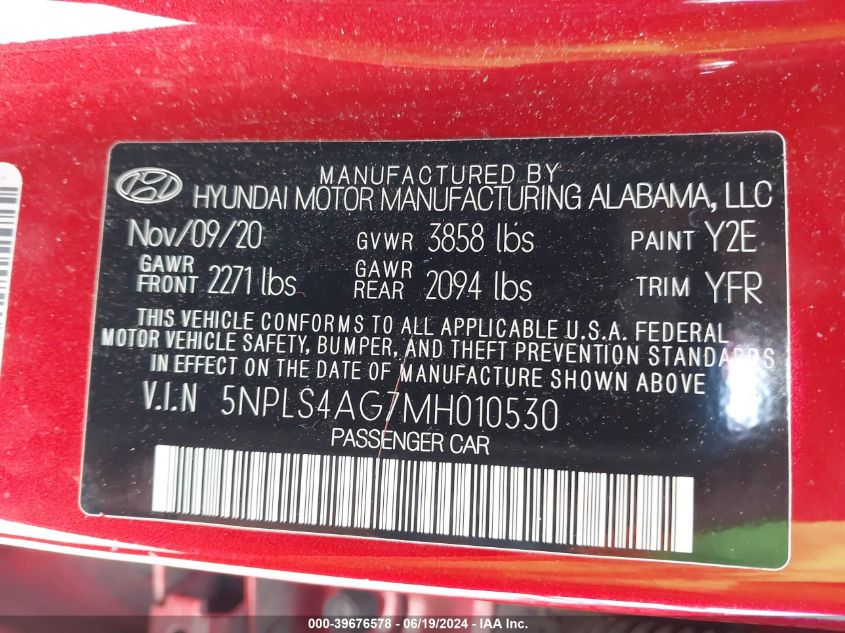 MANUFACTURED BY
HYUNDAI MOTOR MANUFACTURING ALABAMA, LLC
Nov/09/20 GVWR 3858 lbs PAINT Y2E
GAWR FRONT 2271 lbs GAWR REAR 2094 lbs TRIM YFR
THIS VEHICLE CONFORMS TO ALL APPLICABLE U.S.A. FEDERAL
MOTOR VEHICLE SAFETY, BUMPER, AND THEFT PREVENTION STANDARDS
IN EFFECT ON THE DATE OF MANUFACTURE SHOWN ABOVE
V.I.N 5NPLS4AG7MH010530
PASSENGER CAR
000-39676578 - 06/19/2024 - IAA, Inc.